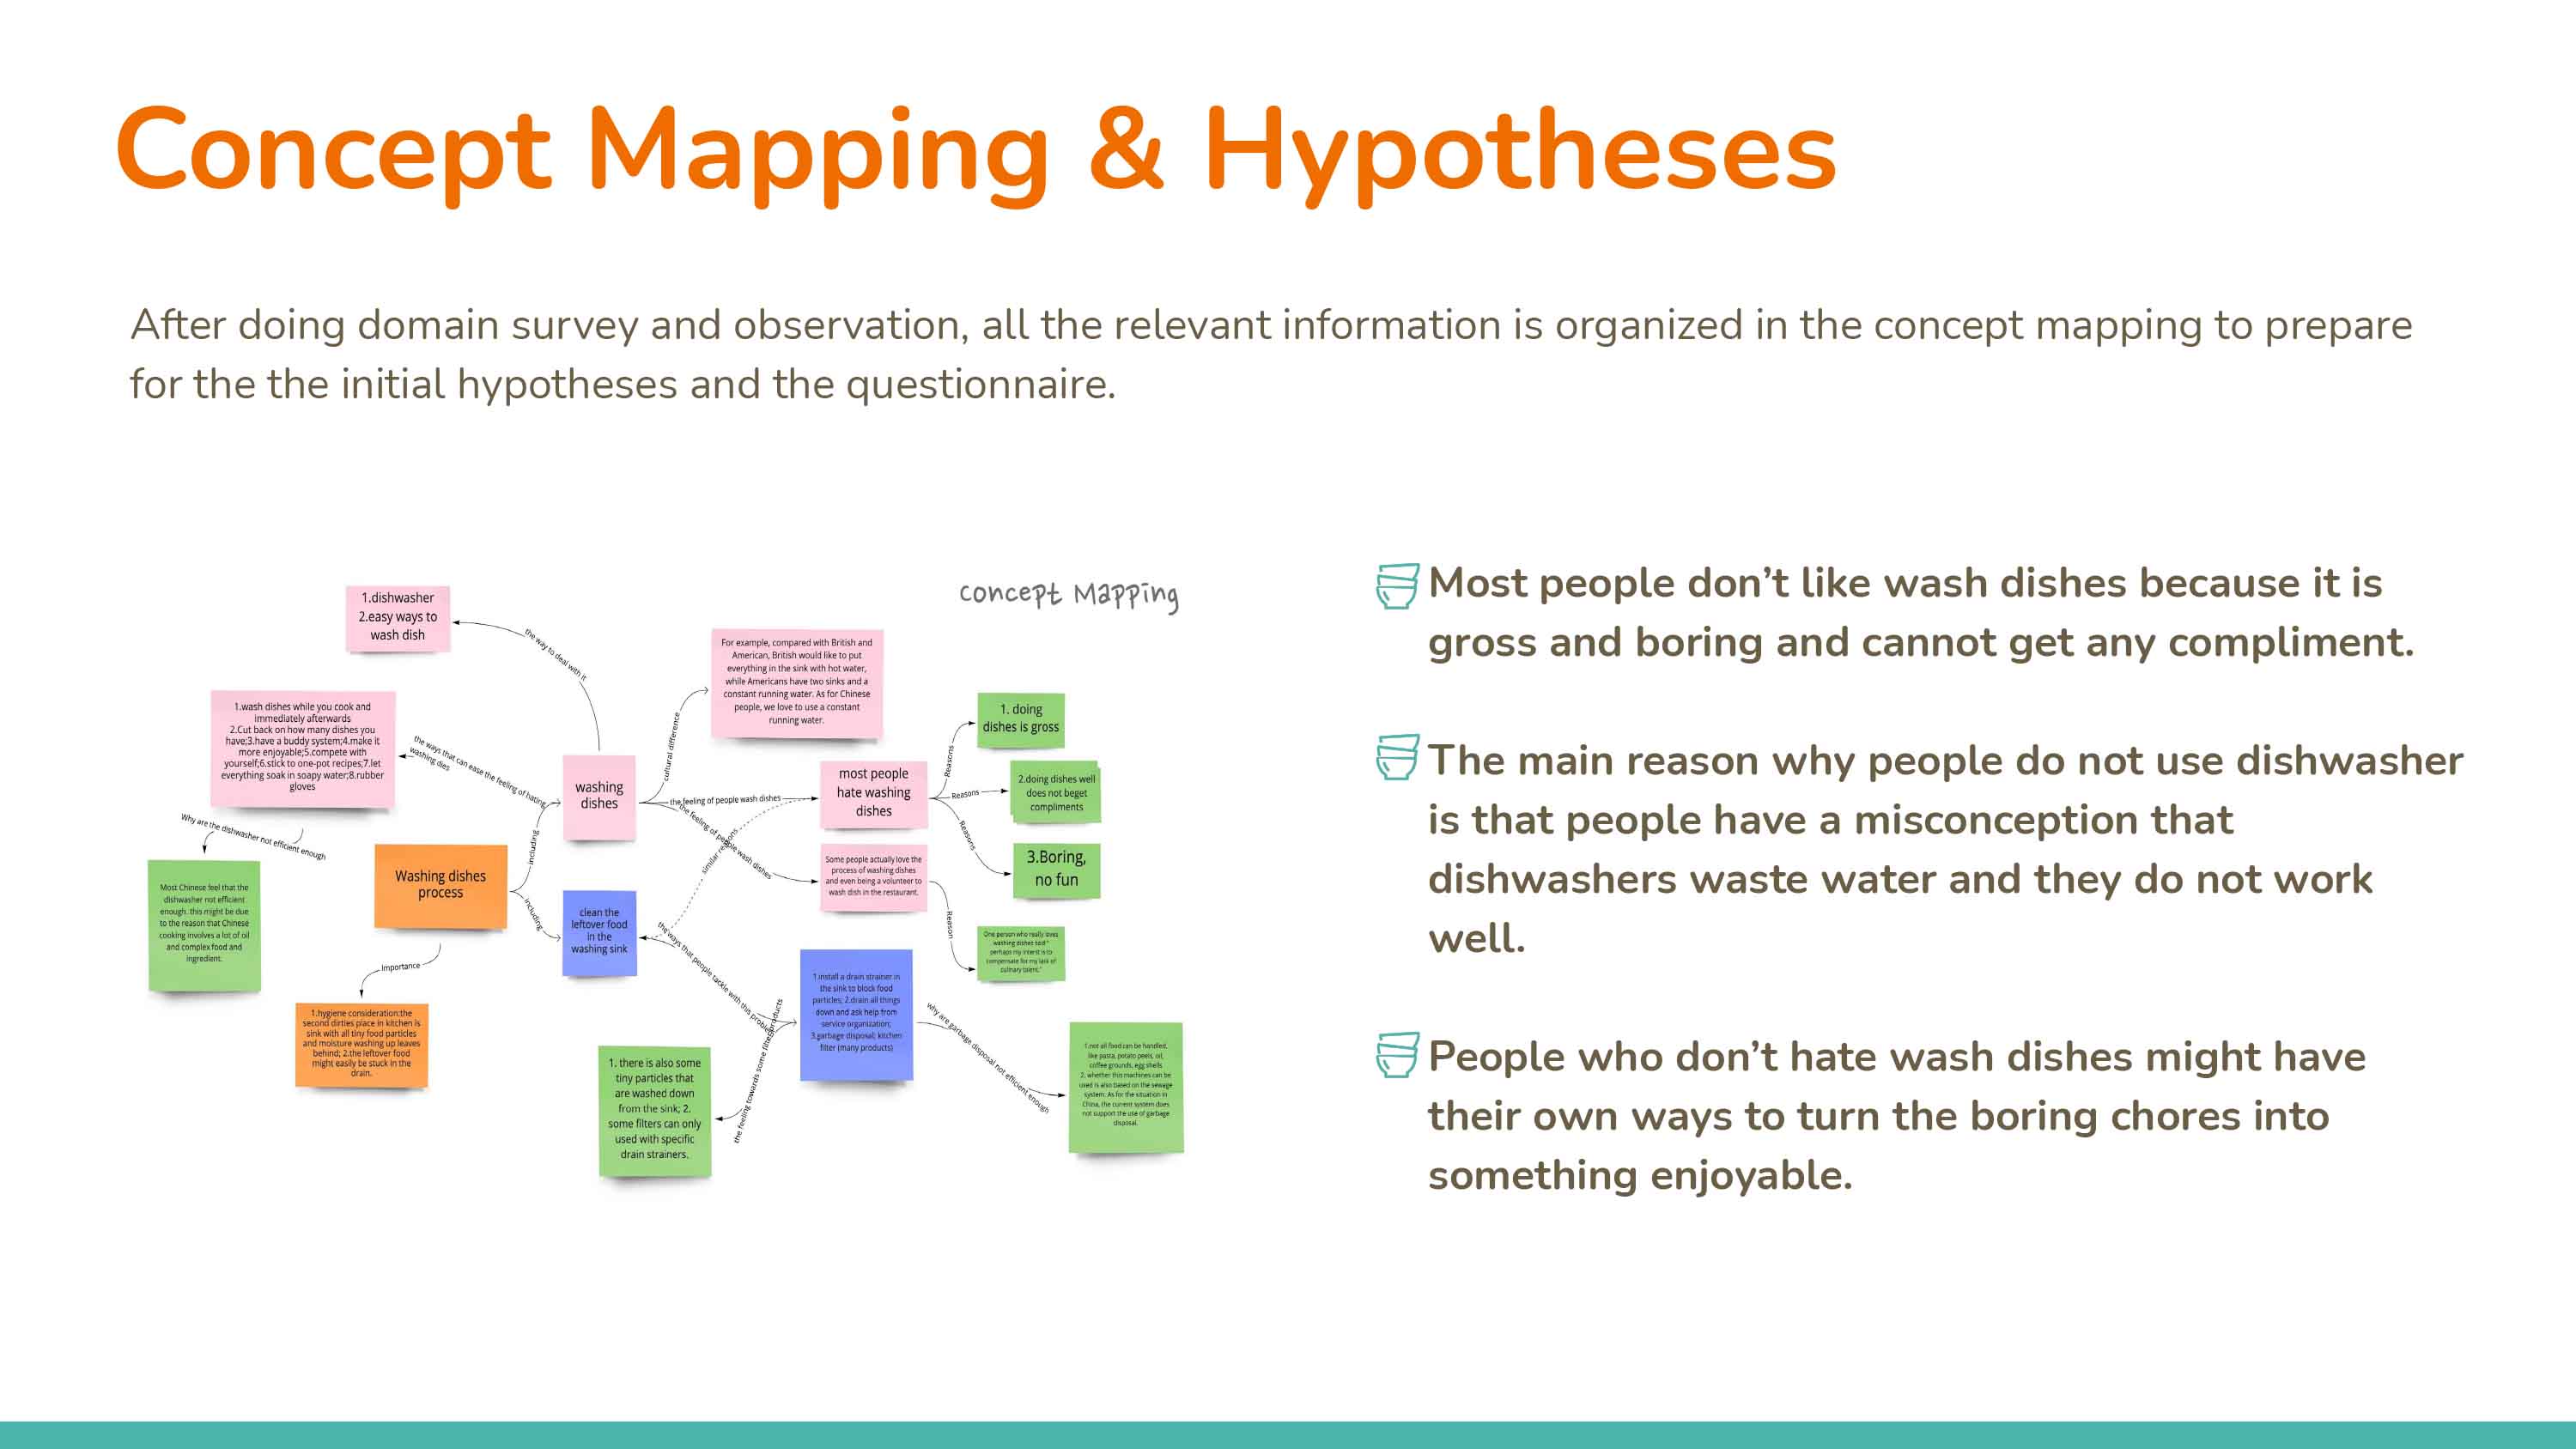 Concept Mapping & Hypotheses
After doing domain survey and observation, all the relevant information is organized in the concept mapping to prepare
for the the initial hypotheses and the questionnaire.
Concept Mapping
1.dishwasher
2.easy ways to
wash dish
the way to deal with it
For example, compared with British and
American, British would like to put
everything in the sink with hot water,
while Americans have two sinks and a
constant running water. As for Chinese
people, we love to use a constant
running water.
cultural difference
1.wash dishes while you cook and
immediately afterwards
2.Cut back on how many dishes you
have;3.have a buddy system;4.make it
more enjoyable;5.compete with
yourself;6.stick to one-pot recipes;7.let
everything soak in soapy water;8.rubber
gloves
the ways that can ease the feeling of hating
washing dies
washing
dishes
the feeling of people wash dishes
most people
hate washing
dishes
Reasons
1. doing
dishes is gross
Reasons
2.doing dishes well
does not beget
compliments
Reasons
3.Boring,
no fun
the feeling of people wash dishes
similar reasons
Some people actually love the
process of washing dishes
and even being a volunteer to
wash dish in the restaurant.
Reason
One person who really loves
washing dishes said"
perhaps my interest is to
compensate for my lack of
culinary talent."
Why are the dishwasher not efficient enough
Most Chinese feel that the
dishwasher not efficient
enough. this might be due
to the reason that Chinese
cooking involves a lot of oil
and complex food and
ingredient.
Washing dishes
process
including
including
Importance
1.hygiene consideration:the
second dirties place in kitchen is
sink with all tiny food particles
and moisture washing up leaves
behind; 2.the leftover food
might easily be stuck in the
drain.
clean the
leftover food
in the
washing sink
the ways that people tackle with this problem
1.install a drain strainer in
the sink to block food
particles; 2.drain all things
down and ask help from
service organization;
3.garbage disposal; kitchen
filter (many products)
the feeling towards some filter products
1. there is also some
tiny particles that
are washed down
from the sink; 2.
some filters can only
used with specific
drain strainers.
why are garbage disposal not efficient enough
1.not all food can be handled,
like pasta, potato peels, oil,
coffee grounds, egg shells
2. whether this machines can be
used is also based on the sewage
system. As for the situation in
China, the current system does
not support the use of garbage
disposal.
Most people don’t like wash dishes because it is
gross and boring and cannot get any compliment.
The main reason why people do not use dishwasher
is that people have a misconception that
dishwashers waste water and they do not work
well.
People who don’t hate wash dishes might have
their own ways to turn the boring chores into
something enjoyable.